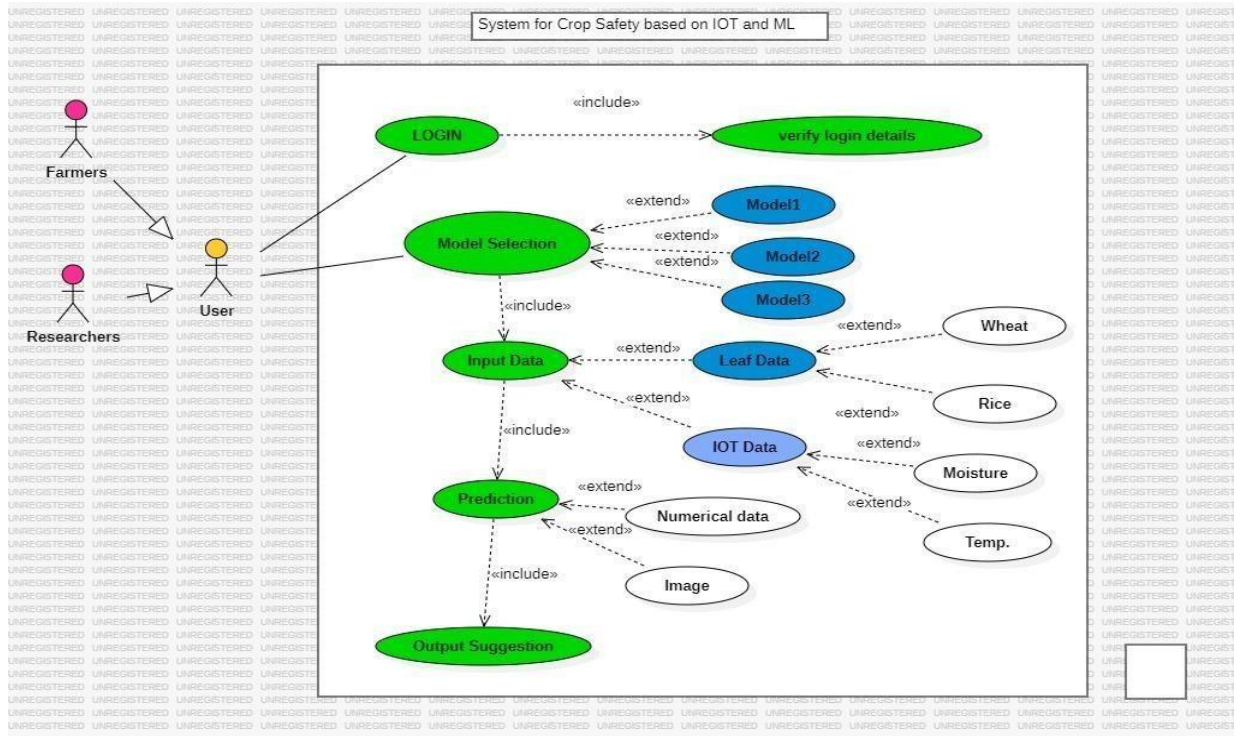 System for Crop Safety based on IOT and ML
«include»
LOGIN
verify login details
Farmers
«extend»
Model1
Model Selection
«extend»
Model2
«extend»
Model3
User
Researchers
«include»
«extend»
Wheat
Input Data
«extend»
Leaf Data
«extend»
Rice
«extend»
«include»
IOT Data
«extend»
Moisture
Prediction
«extend»
Numerical data
«extend»
«extend»
Temp.
«include»
Image
Output Suggestion
UNREGISTERED